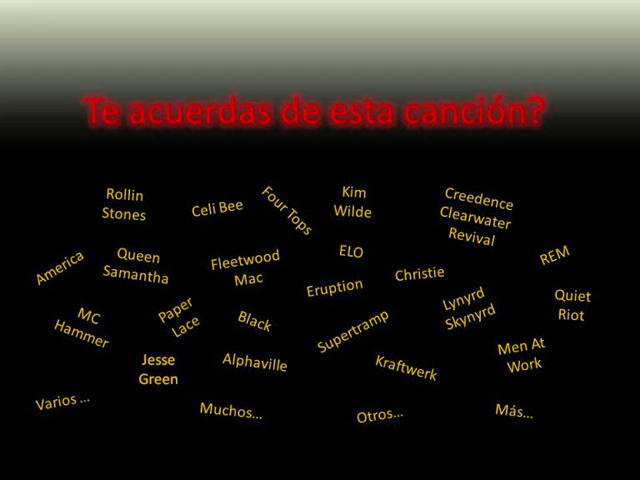 Te acuerdas de esta canción?
Rollin
Stones
Celi Bee
Four Tops
Kim
Wilde
Creedence
Clearwater
Revival
America
Queen
Samantha
Fleetwood
Mac
ELO
Eruption
Christie
REM
MC
Hammer
Paper
Lace
Black
Supertramp
Lynyrd
Skynyrd
Quiet
Riot
Jesse
Green
Alphaville
Kraftwerk
Men At
Work
Varios ...
Muchos...
Otros...
Más...